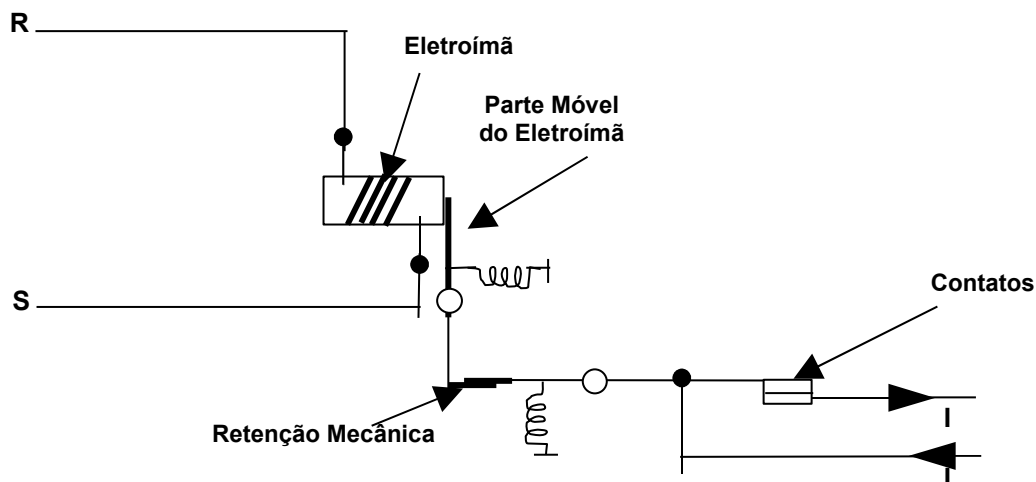 R
Eletroímã
Parte Móvel
do Eletroímã
S
Contatos
Retenção Mecânica
I
I